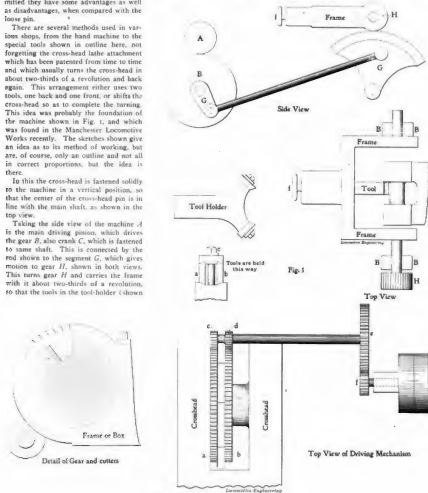 mitted they have some advantages as well
as disadvantages, when compared with the
loose pin.
There are several methods used in var-
ious shops, from the hand machine to the
special tools shown in outline here, not
forgetting the cross-head lathe attachment
which has been patented from time to time
and which usually turns the cross-head in
about two-thirds of a revolution and back
again. This arrangement either uses two
tools, one back and one front, or shifts the
cross-head so as to complete the turning.
This idea was probably the foundation of
the machine shown in Fig. 1, and which
was found in the Manchester Locomotive
Works recently. The sketches shown give
an idea as to its method of working, but
are, of course, only an outline and not all
in correct proportions, but the idea is
there.
In this the cross-head is fastened solidly
to the machine in a vertical position, so
that the center of the cross-head pin is in
line with the main shaft, as shown in the
top view.
Taking the side view of the machine A
is the main driving pinion, which drives
the gear B, also crank C, which is fastened
to same shaft. This is connected by the
rod shown to the segment G, which gives
motion to gear H, shown in both views.
This turns gear H and carries the frame
with it about two-thirds of a revolution,
so that the tools in the tool-holder (shown
A
B
G
f
Frame
H
G
Side View
B
B
Frame
f
Tool
Frame
Locomotive Engineering
B
B
H
Top View
Tool Holder
c
a
b
Tools are held
this way
Fig. 1
Frame or Box
Detail of Gear and cutters
c
d
e
f
Crosshead
Crosshead
a
b
Top View of Driving Mechanism
Locomotive Engineering